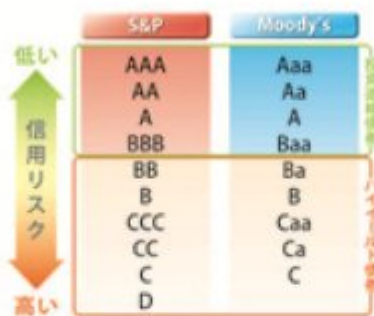 S&P Moody's
低い
AAA Aaa
AA Aa
A A
BBB Baa
BB Ba
B B
CCC Caa
CC Ca
C C
D
高い
信用リスク